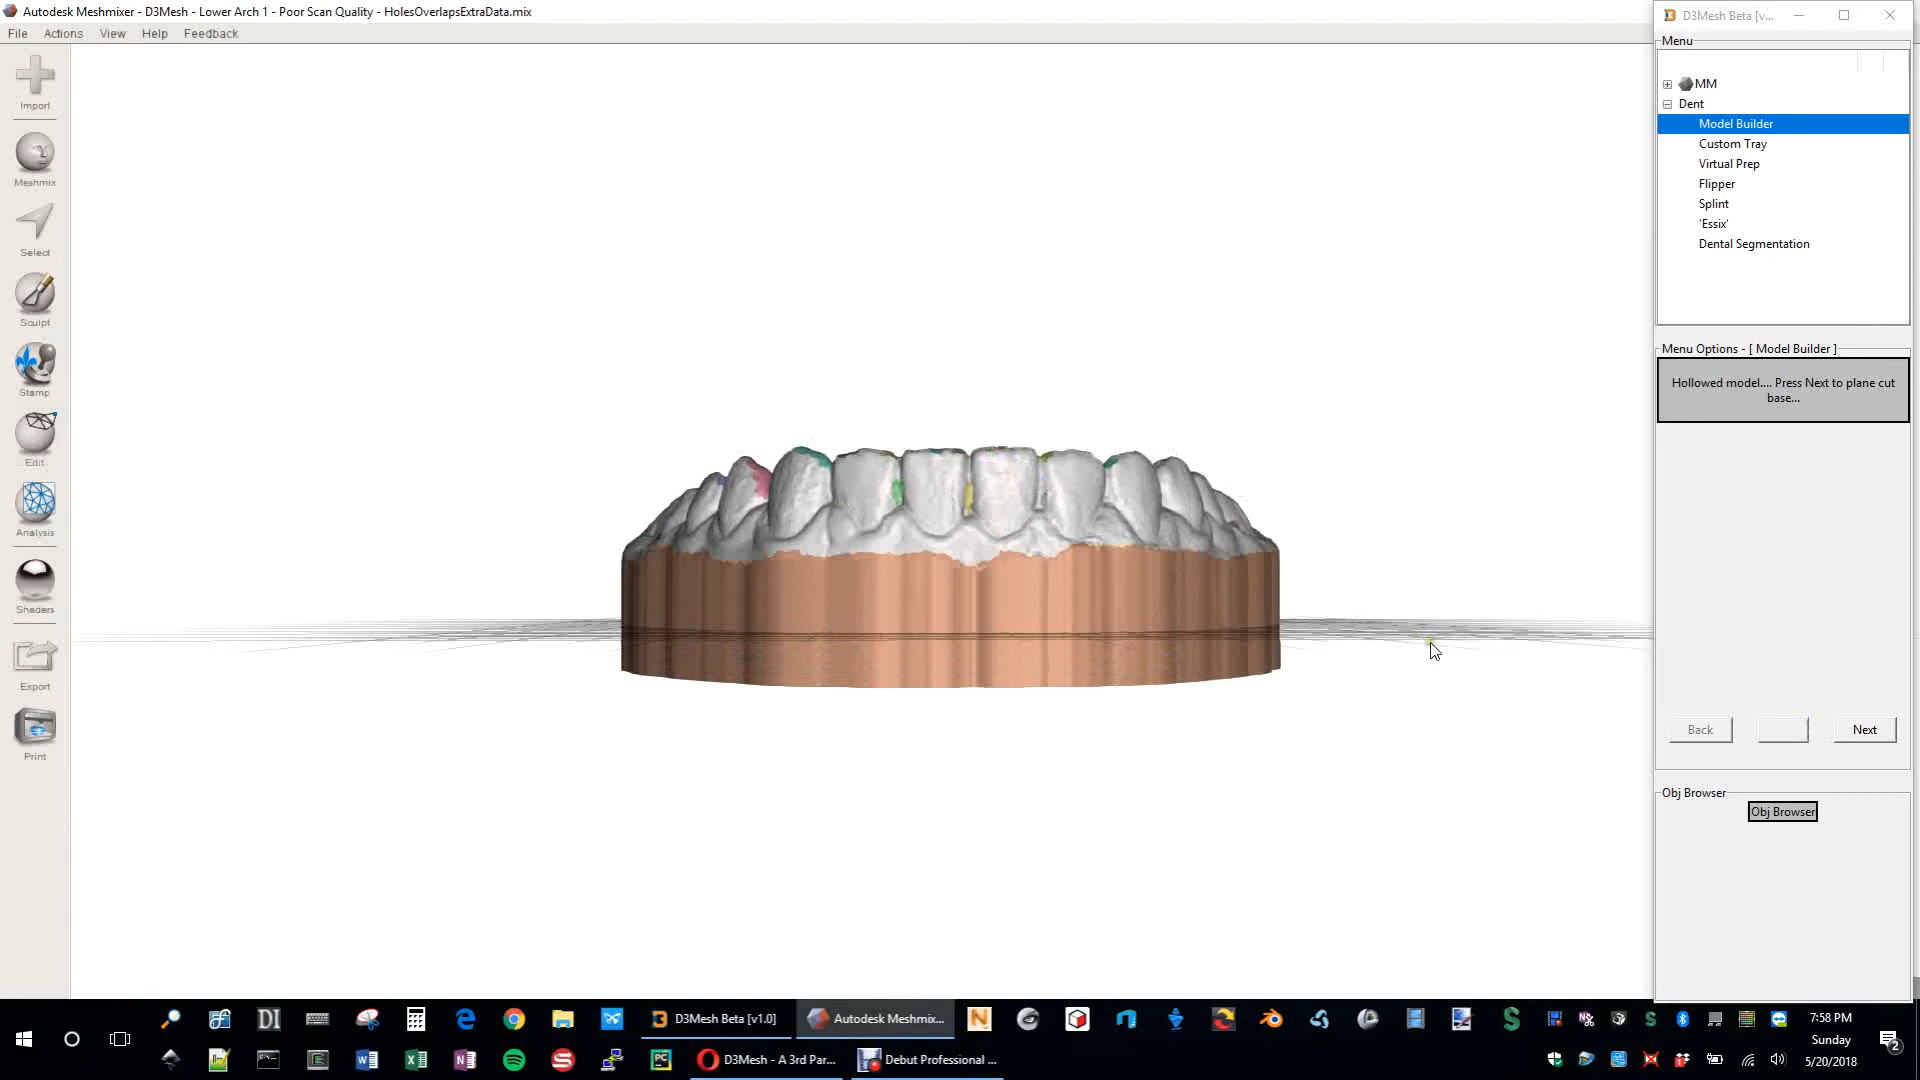 Autodesk Meshmixer - D3Mesh - Lower Arch 1 - Poor Scan Quality - HolesOverlapsExtraData.mix
File Actions View Help Feedback
Import
Meshmix
Select
Sculpt
Stamp
Edit
Analysis
Shaders
Export
Print
D3Mesh Beta [v...
Menu
MM
Dent
Model Builder
Custom Tray
Virtual Prep
Flipper
Splint
'Essix'
Dental Segmentation
Menu Options - [ Model Builder ]
Hollowed model.... Press Next to plane cut
base...
Back Next
Obj Browser
Obj Browser
DI D3Mesh Beta [v1.0] Autodesk Meshmix... 7:58 PM
Sunday
D3Mesh - A 3rd Par... Debut Professional ... 5/20/2018
2